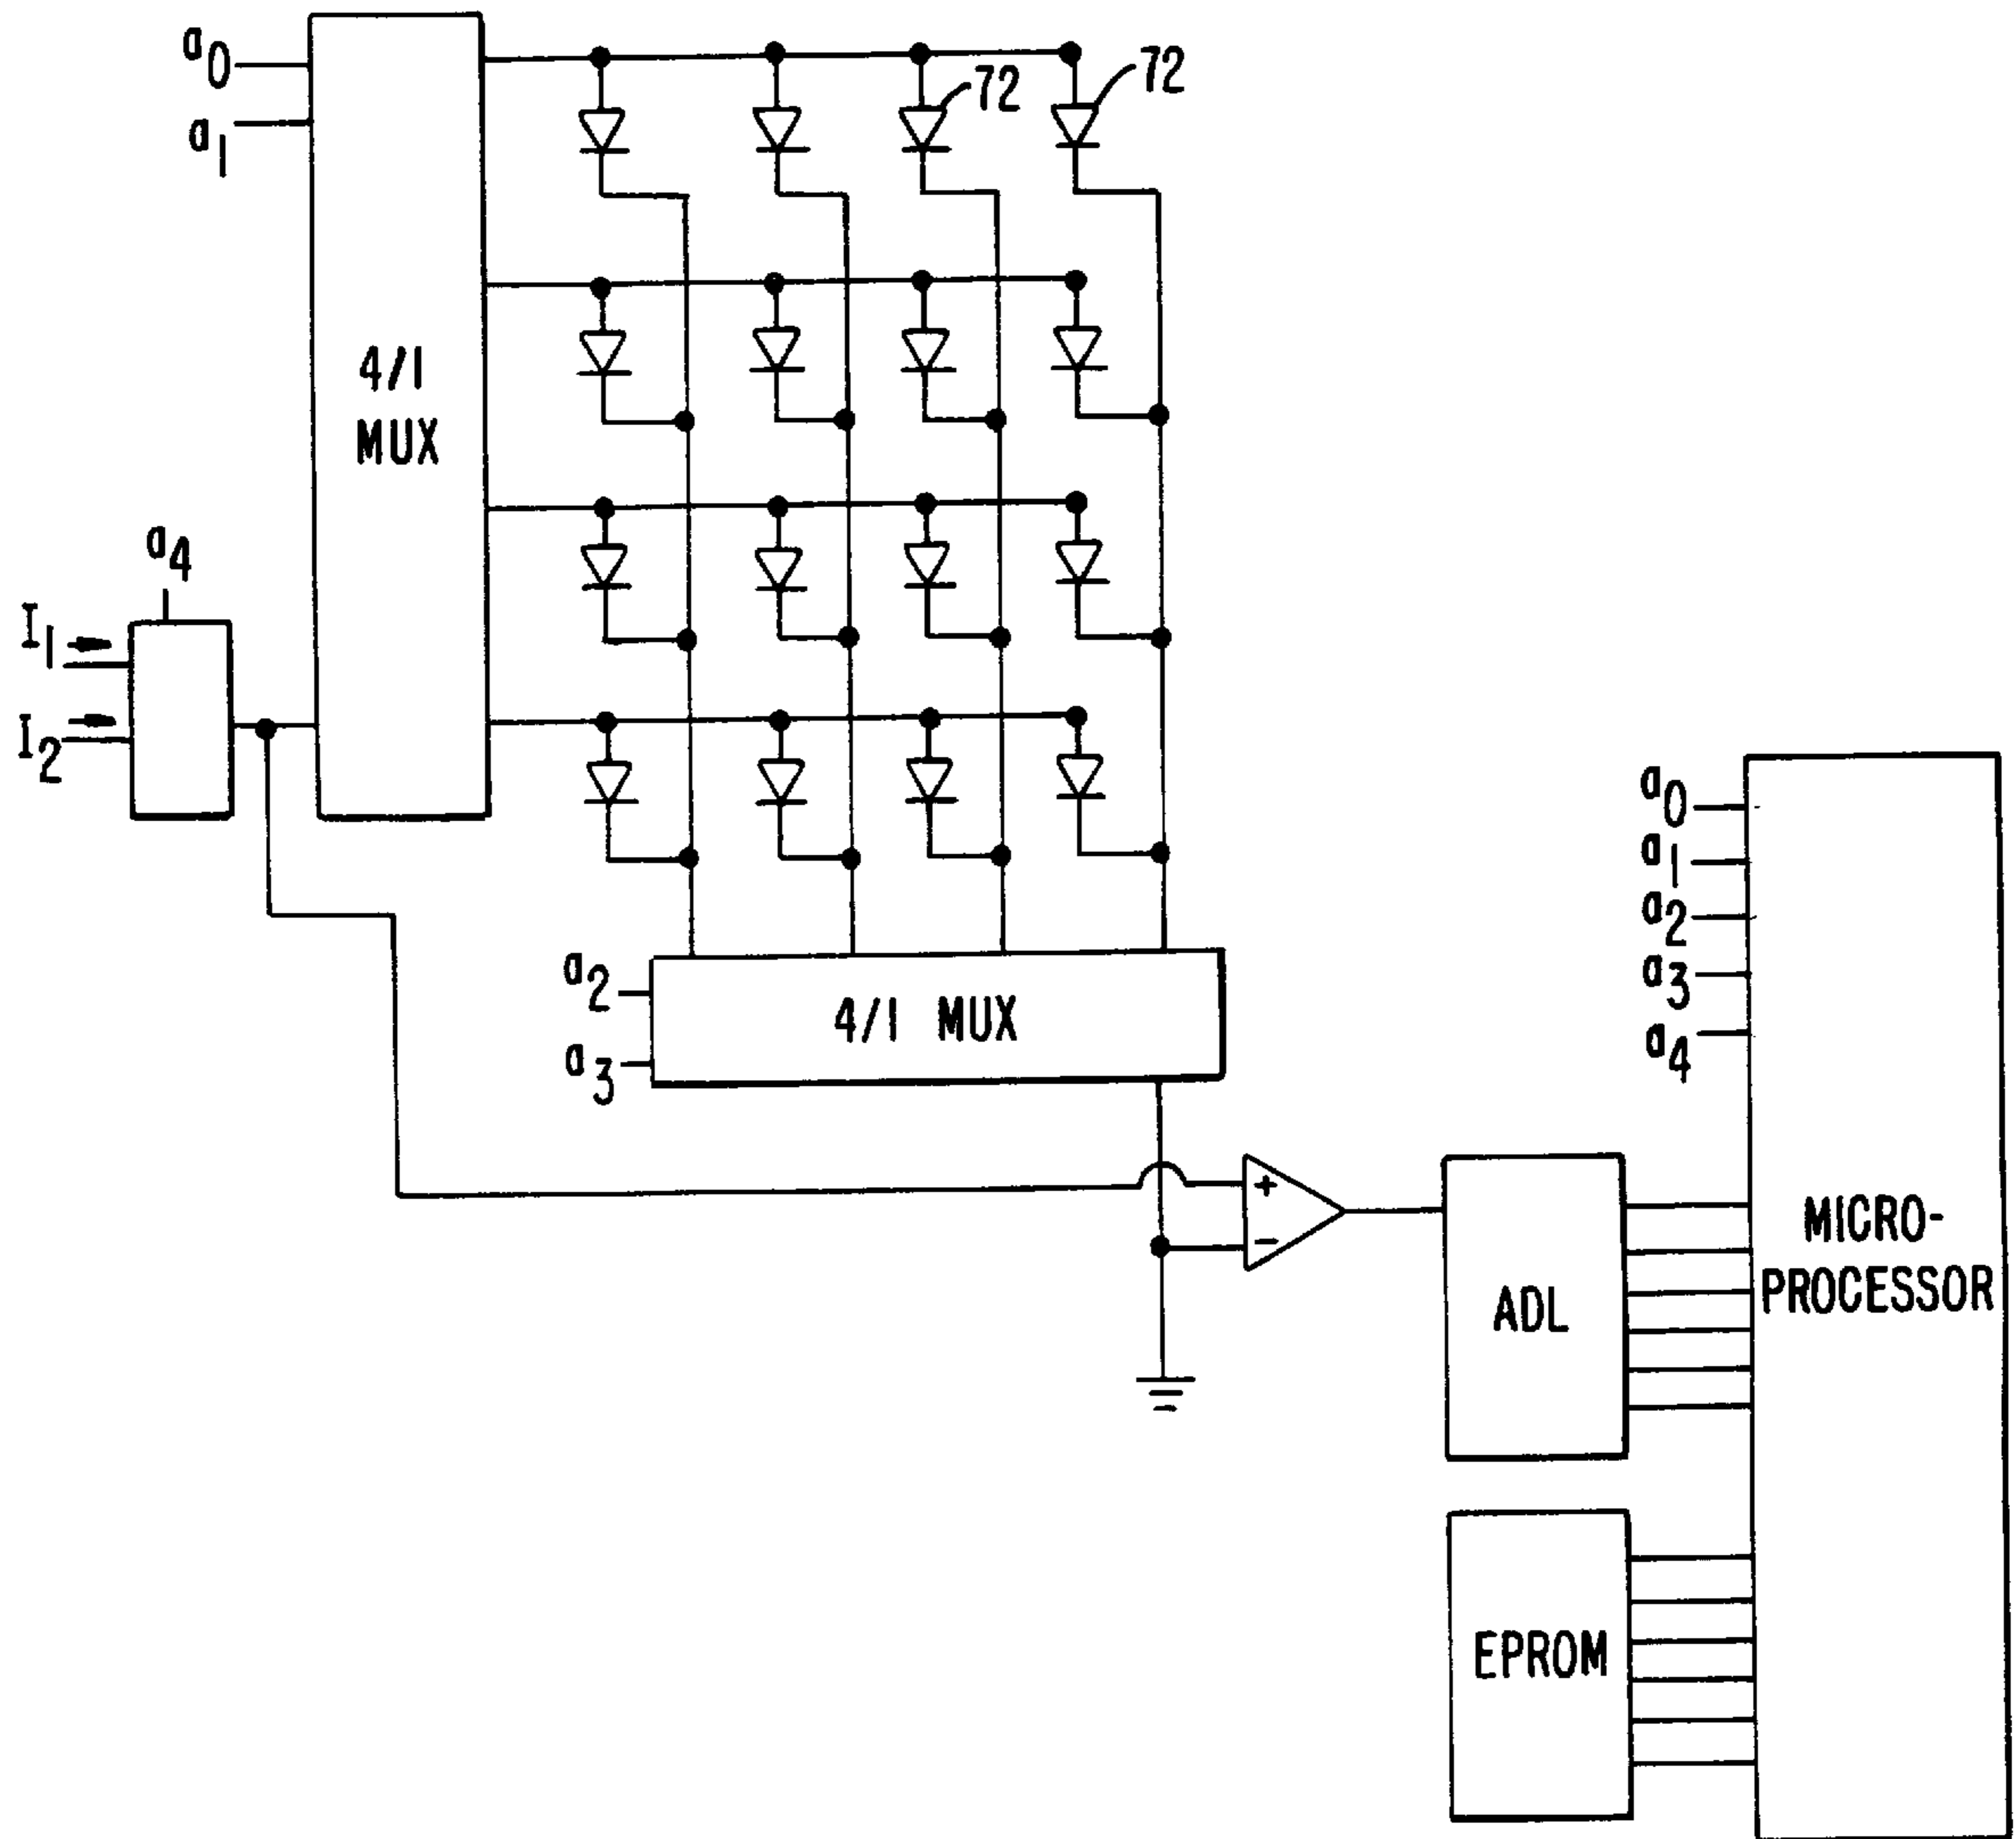 a0
a1
72
72
4/1
MUX
a4
I1
I2
a0
a1
a2
a3
a4
a2
a3
4/1 MUX
+
−
MICRO-
PROCESSOR
ADL
EPROM